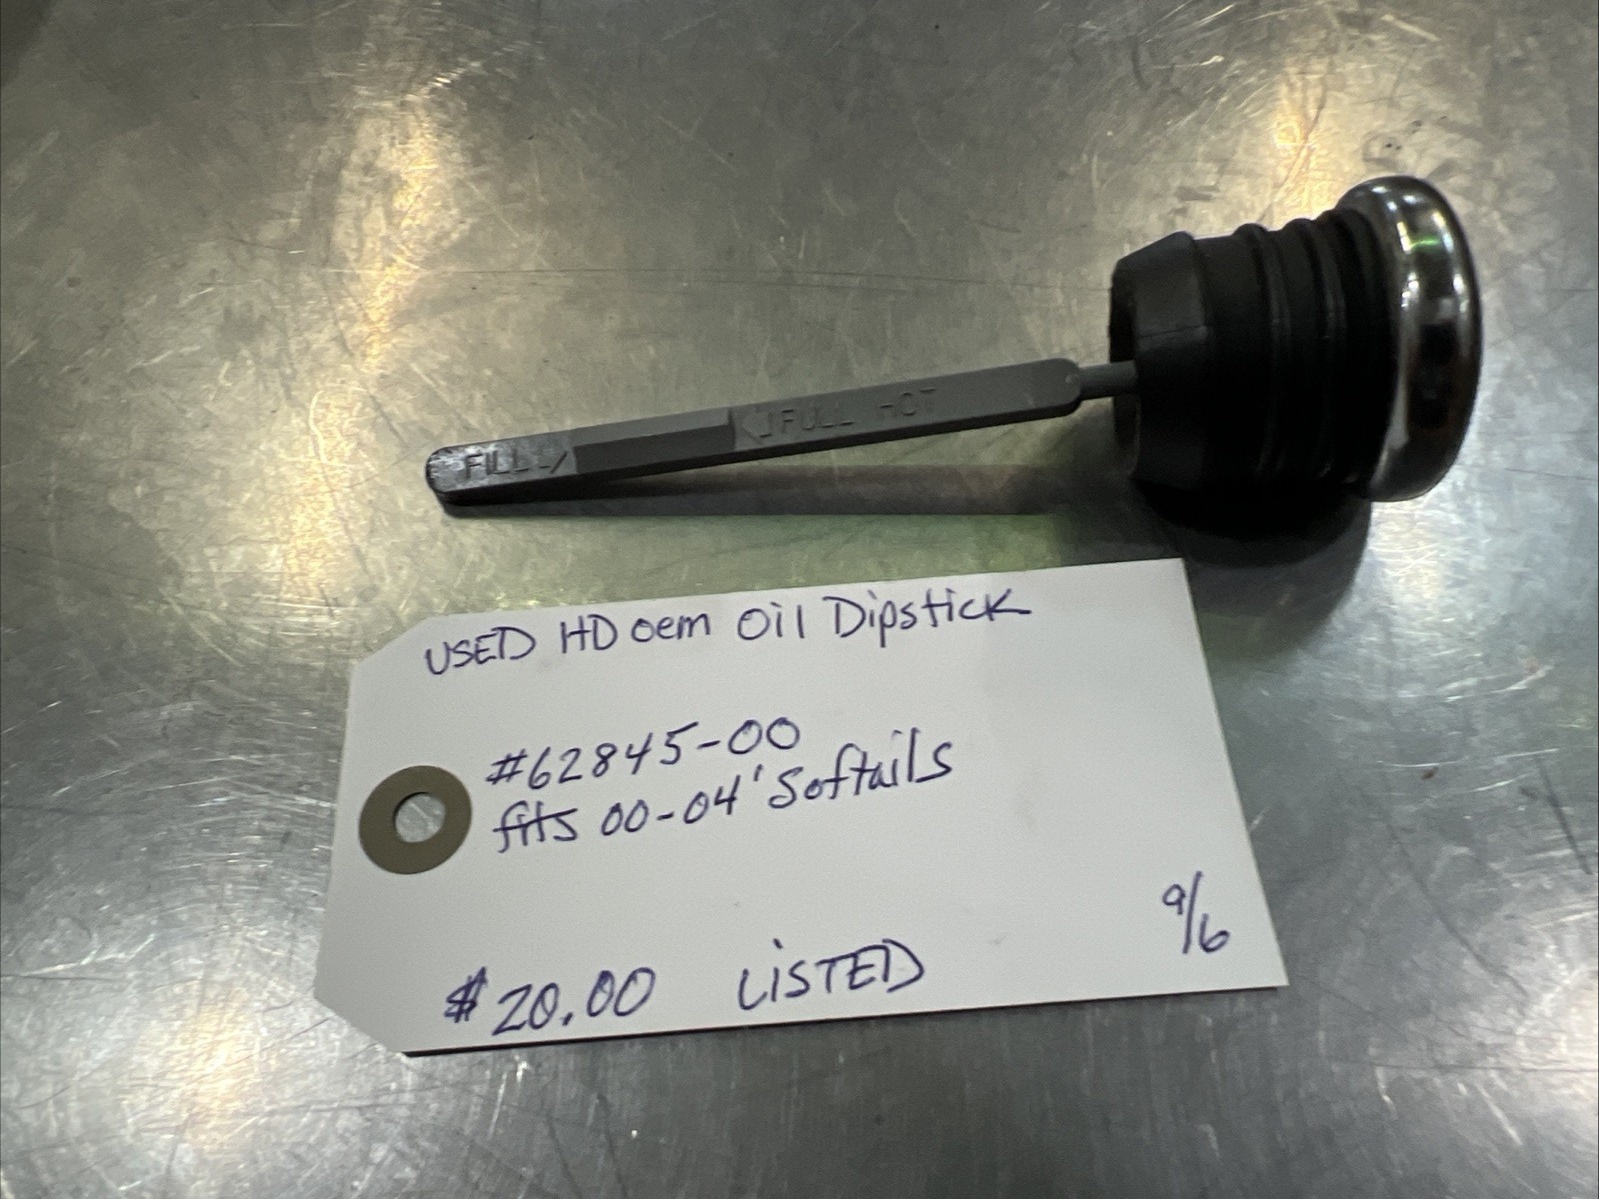 FILL
FULL HOT
USED HD oem Oil Dipstick
#62845-00
fits 00-04' Softails
9/6
$20.00 LISTED